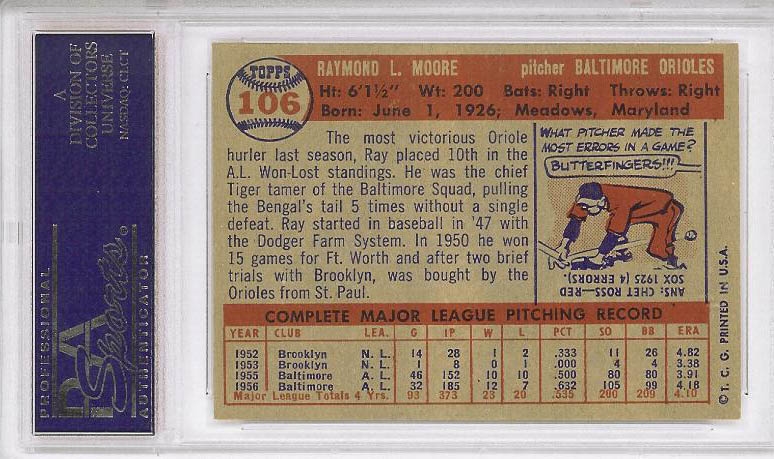 A
DIVISION OF
COLLECTORS
UNIVERSE
NASDAQ: CLCT
PROFESSIONAL
PSA
Sports
AUTHENTICATOR
®
TOPPS
106
RAYMOND L. MOORE pitcher BALTIMORE ORIOLES
Ht: 6'1½" Wt: 200 Bats: Right Throws: Right
Born: June 1, 1926; Meadows, Maryland
The most victorious Oriole
hurler last season, Ray placed 10th in the
A.L. Won-Lost standings. He was the chief
Tiger tamer of the Baltimore Squad, pulling
the Bengal's tail 5 times without a single
defeat. Ray started in baseball in '47 with
the Dodger Farm System. In 1950 he won
15 games for Ft. Worth and after two brief
trials with Brooklyn, was bought by the
Orioles from St. Paul.
WHAT PITCHER MADE THE
MOST ERRORS IN A GAME?
BUTTERFINGERS!!!
ANS: CHET ROSS—RED
SOX 1925 (4 ERRORS).
COMPLETE MAJOR LEAGUE PITCHING RECORD
YEAR CLUB LEA. G IP W L PCT SO BB ERA
1952 Brooklyn N. L. 14 28 1 2 .333 11 26 4.82
1953 Brooklyn N. L. 1 8 0 1 .000 4 4 3.38
1955 Baltimore A. L. 46 152 10 10 .500 80 80 3.91
1956 Baltimore A. L. 32 185 12 7 .632 105 99 4.18
Major League Totals 4 Yrs. 93 373 23 20 .535 200 209 4.10
© T. C. G. PRINTED IN U.S.A.